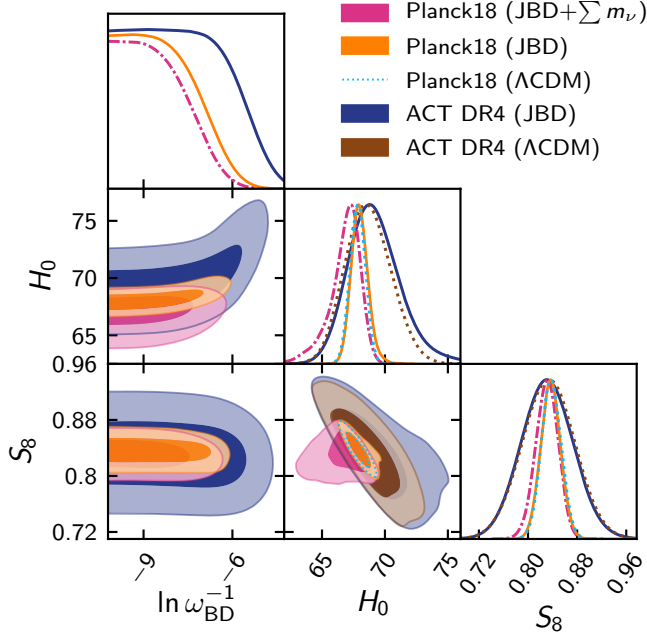 Planck18 (JBD+∑ mν)
Planck18 (JBD)
Planck18 (ΛCDM)
ACT DR4 (JBD)
ACT DR4 (ΛCDM)
75
70
65
H₀
0.96
0.88
0.8
0.72
S₈
−9
−6
ln ω_BD^−1
65
70
75
H₀
0.72
0.80
0.88
0.96
S₈